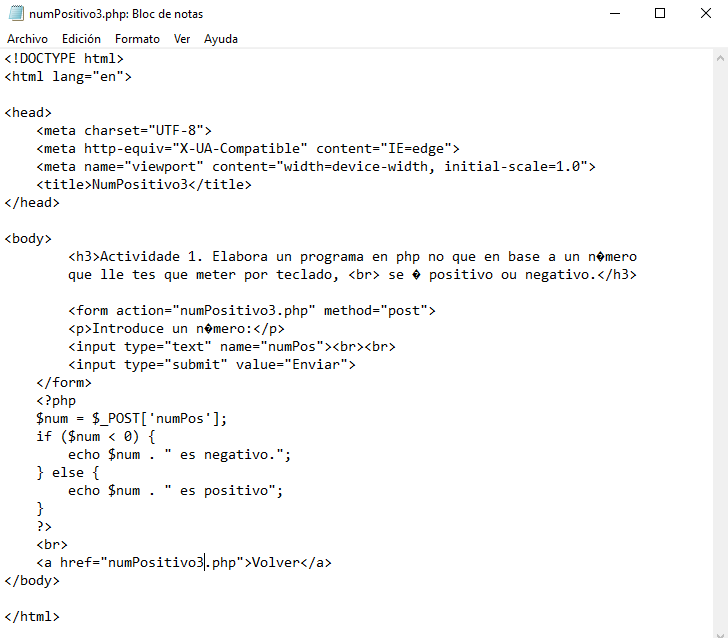 numPositivo3.php: Bloc de notas
Archivo Edición Formato Ver Ayuda
<!DOCTYPE html>
<html lang="en">
<head>
<meta charset="UTF-8">
<meta http-equiv="X-UA-Compatible" content="IE=edge">
<meta name="viewport" content="width=device-width, initial-scale=1.0">
<title>NumPositivo3</title>
</head>
<body>
<h3>Actividade 1. Elabora un programa en php no que en base a un n�mero
que lle tes que meter por teclado, <br> se � positivo ou negativo.</h3>
<form action="numPositivo3.php" method="post">
<p>Introduce un n�mero:</p>
<input type="text" name="numPos"><br><br>
<input type="submit" value="Enviar">
</form>
<?php
$num = $_POST['numPos'];
if ($num < 0) {
echo $num . " es negativo.";
} else {
echo $num . " es positivo";
}
?>
<br>
<a href="numPositivo3.php">Volver</a>
</body>
</html>